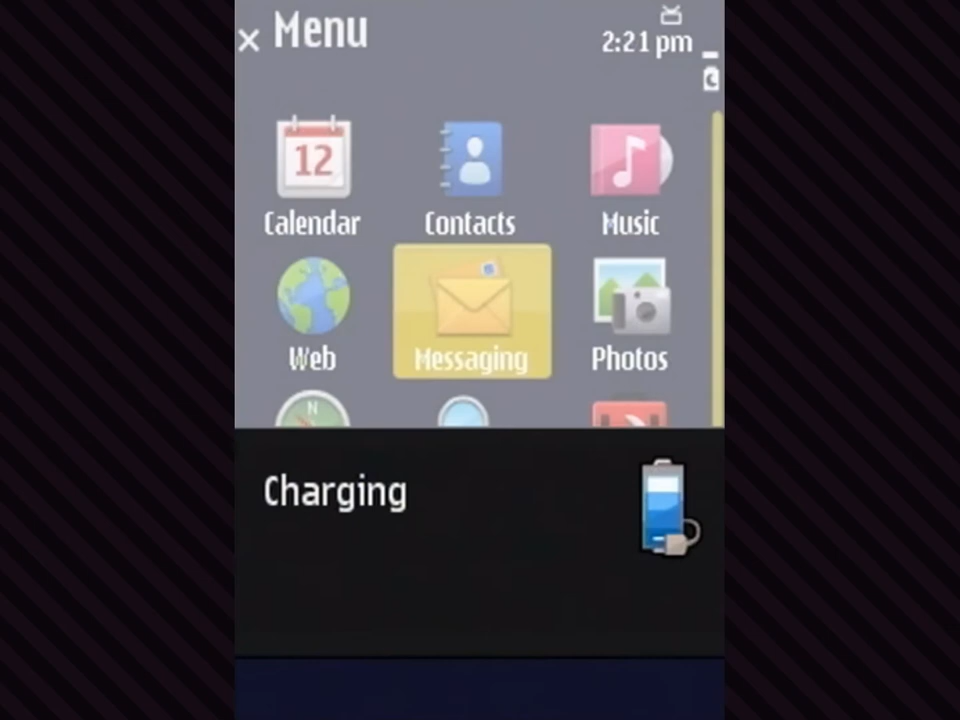 Menu
2:21 pm
12
Calendar Contacts Music
Web Messaging Photos
N
Charging